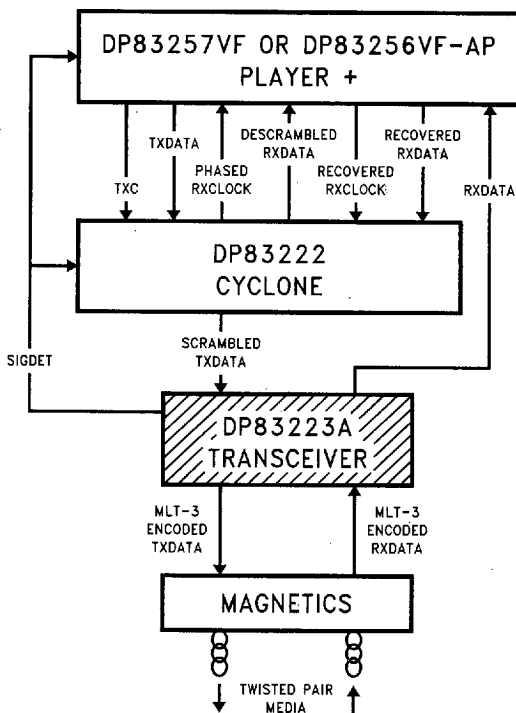 DP83257VF OR DP83256VF-AP
PLAYER +
TXC
TXDATA
PHASED
RXCLOCK
DESCRAMBLED
RXDATA
RECOVERED
RXCLOCK
RECOVERED
RXDATA
RXDATA
DP83222
CYCLONE
SIGDET
SCRAMBLED
TXDATA
DP83223A
TRANSCEIVER
MLT-3
ENCODED
TXDATA
MLT-3
ENCODED
RXDATA
MAGNETICS
TWISTED PAIR
MEDIA